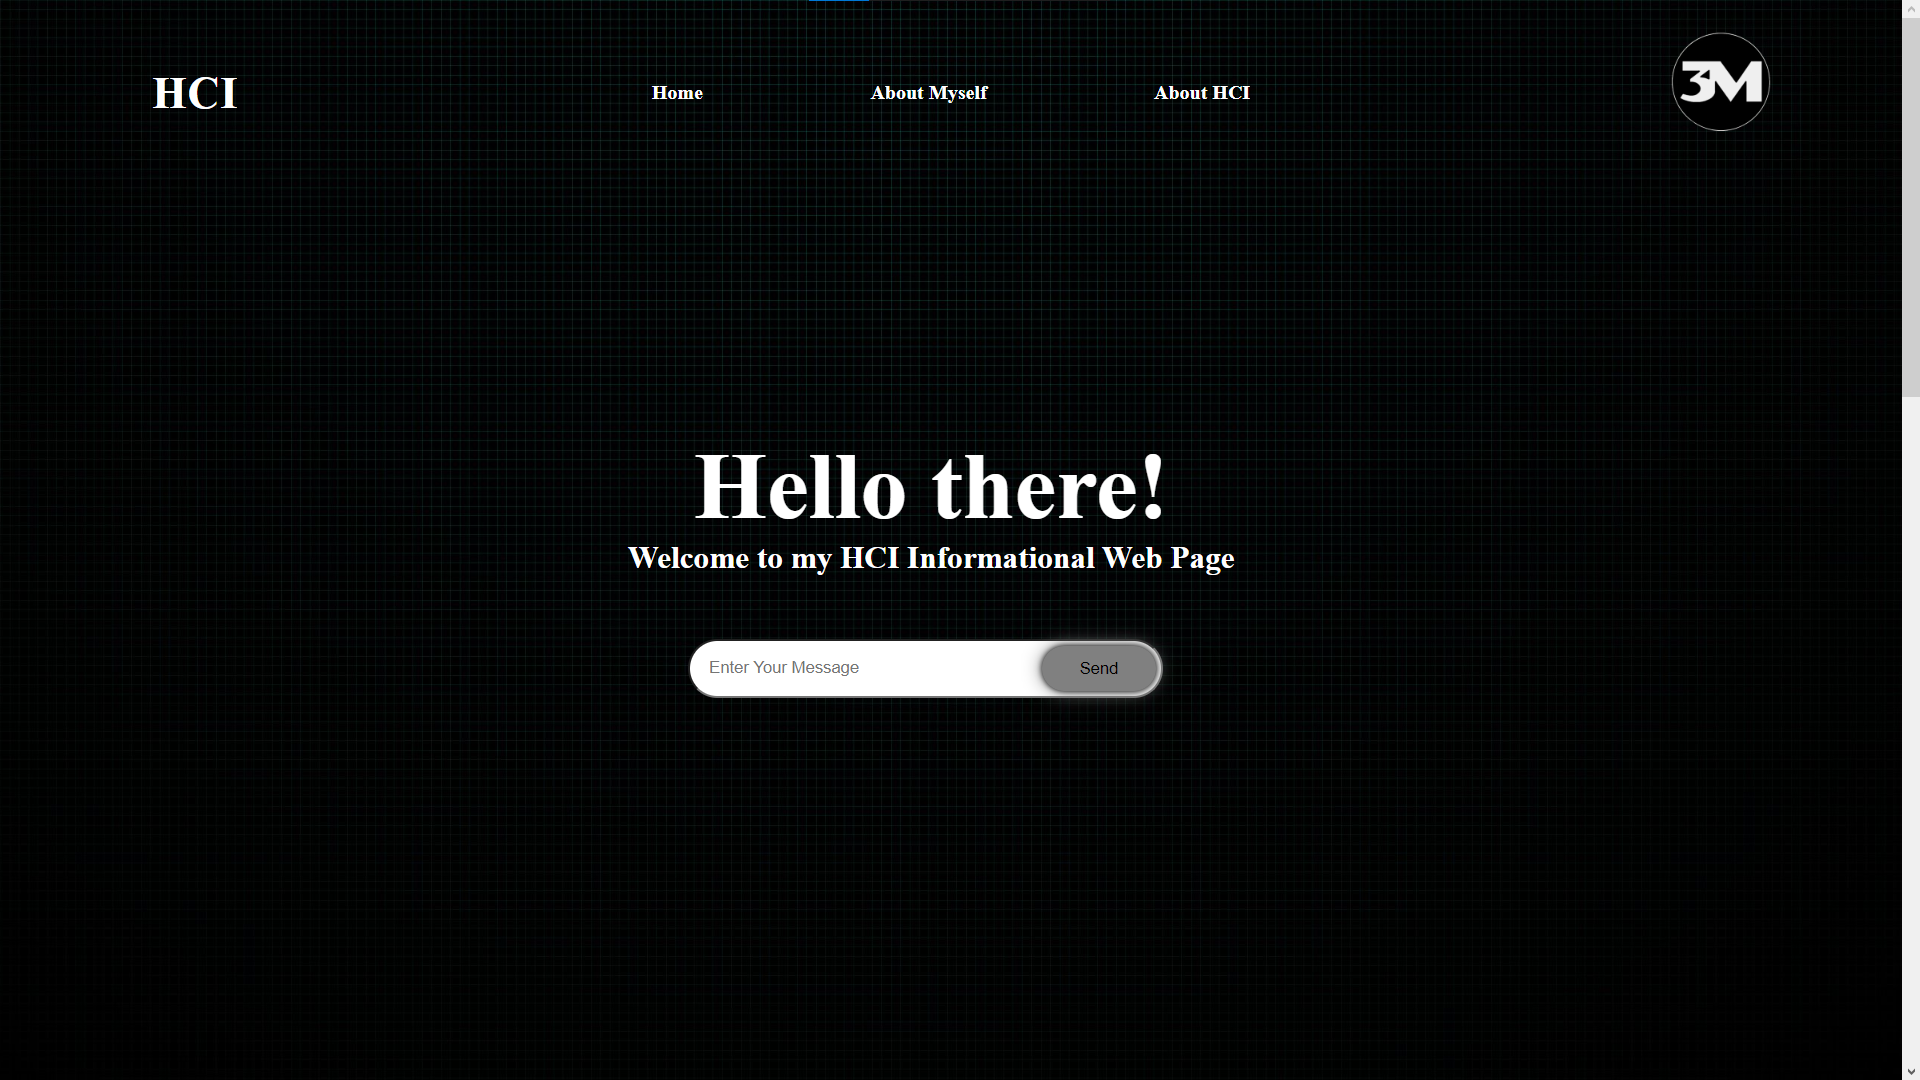 HCI
Home
About Myself
About HCI
3M
Hello there!
Welcome to my HCI Informational Web Page
Enter Your Message
Send